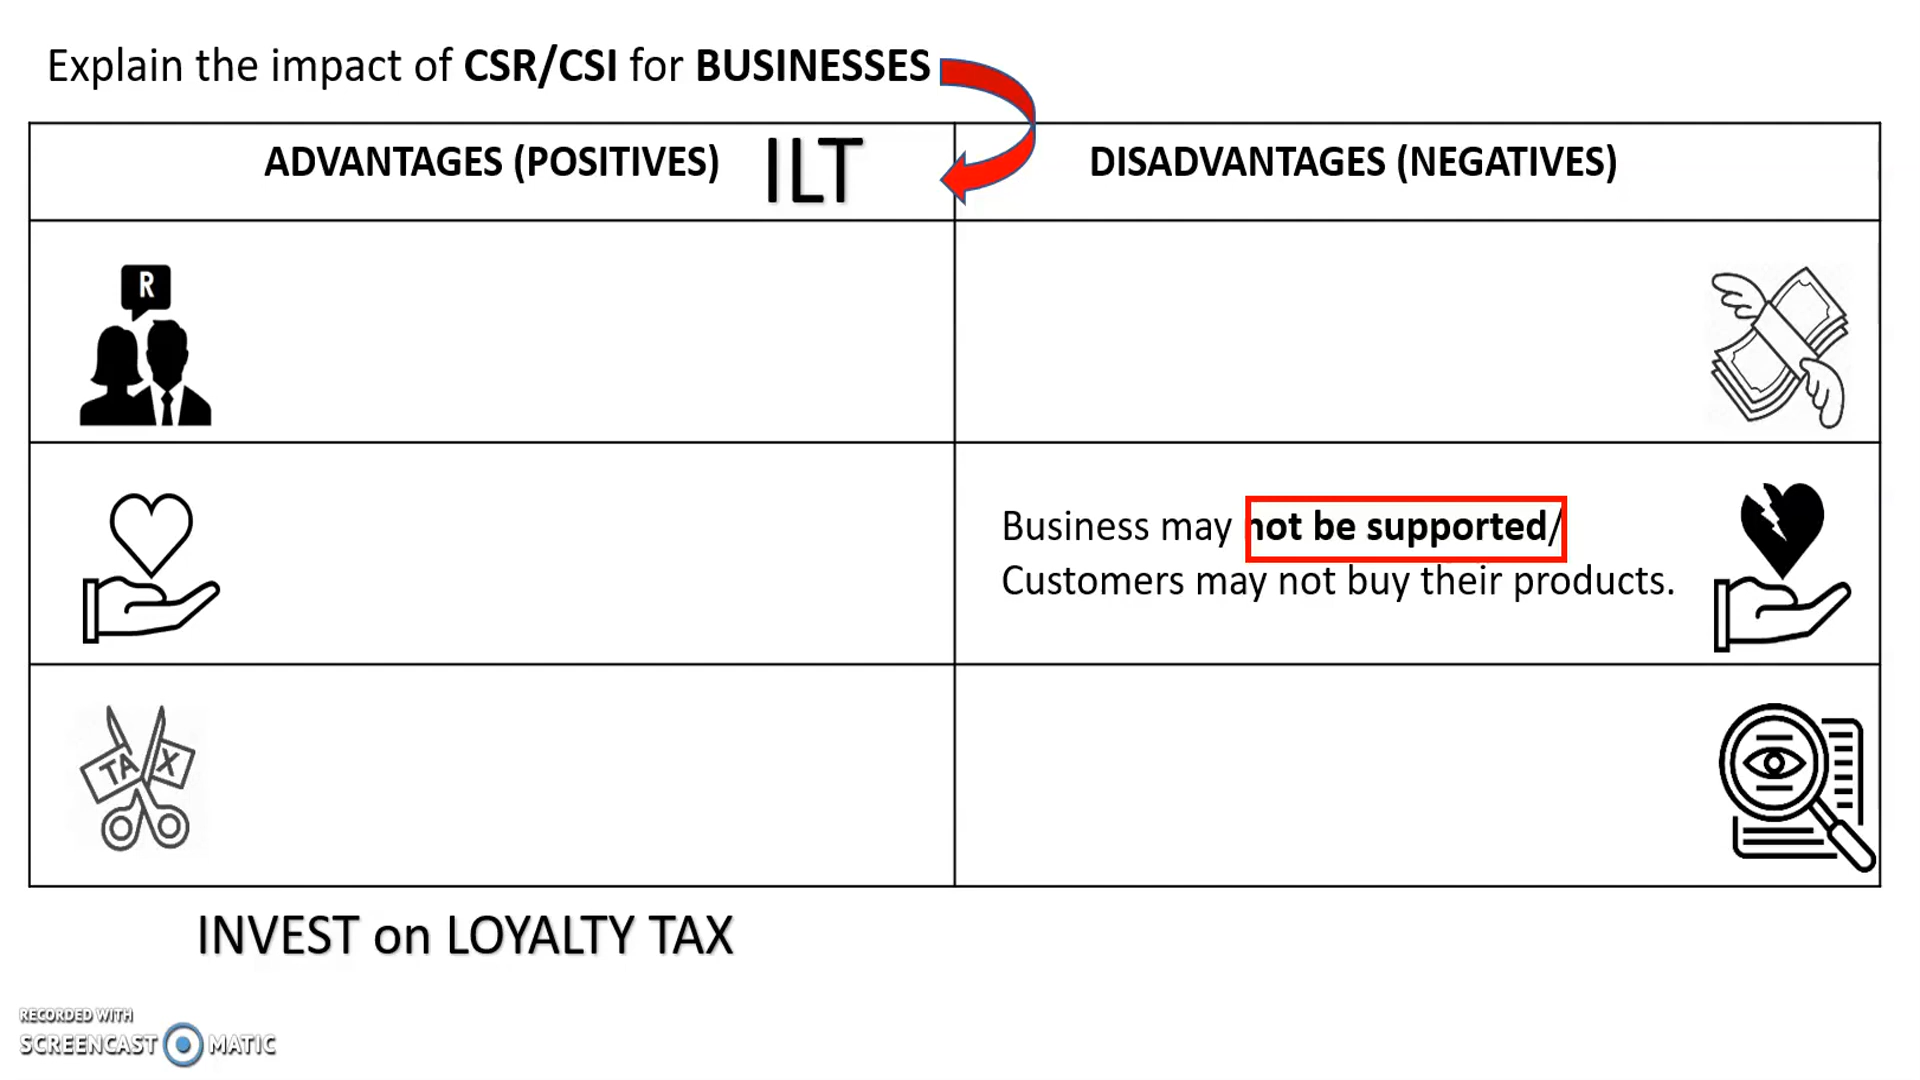 Explain the impact of CSR/CSI for BUSINESSES
ADVANTAGES (POSITIVES) ILT
DISADVANTAGES (NEGATIVES)
R
Business may not be supported/
Customers may not buy their products.
TAX
INVEST on LOYALTY TAX
RECORDED WITH
SCREENCAST MATIC